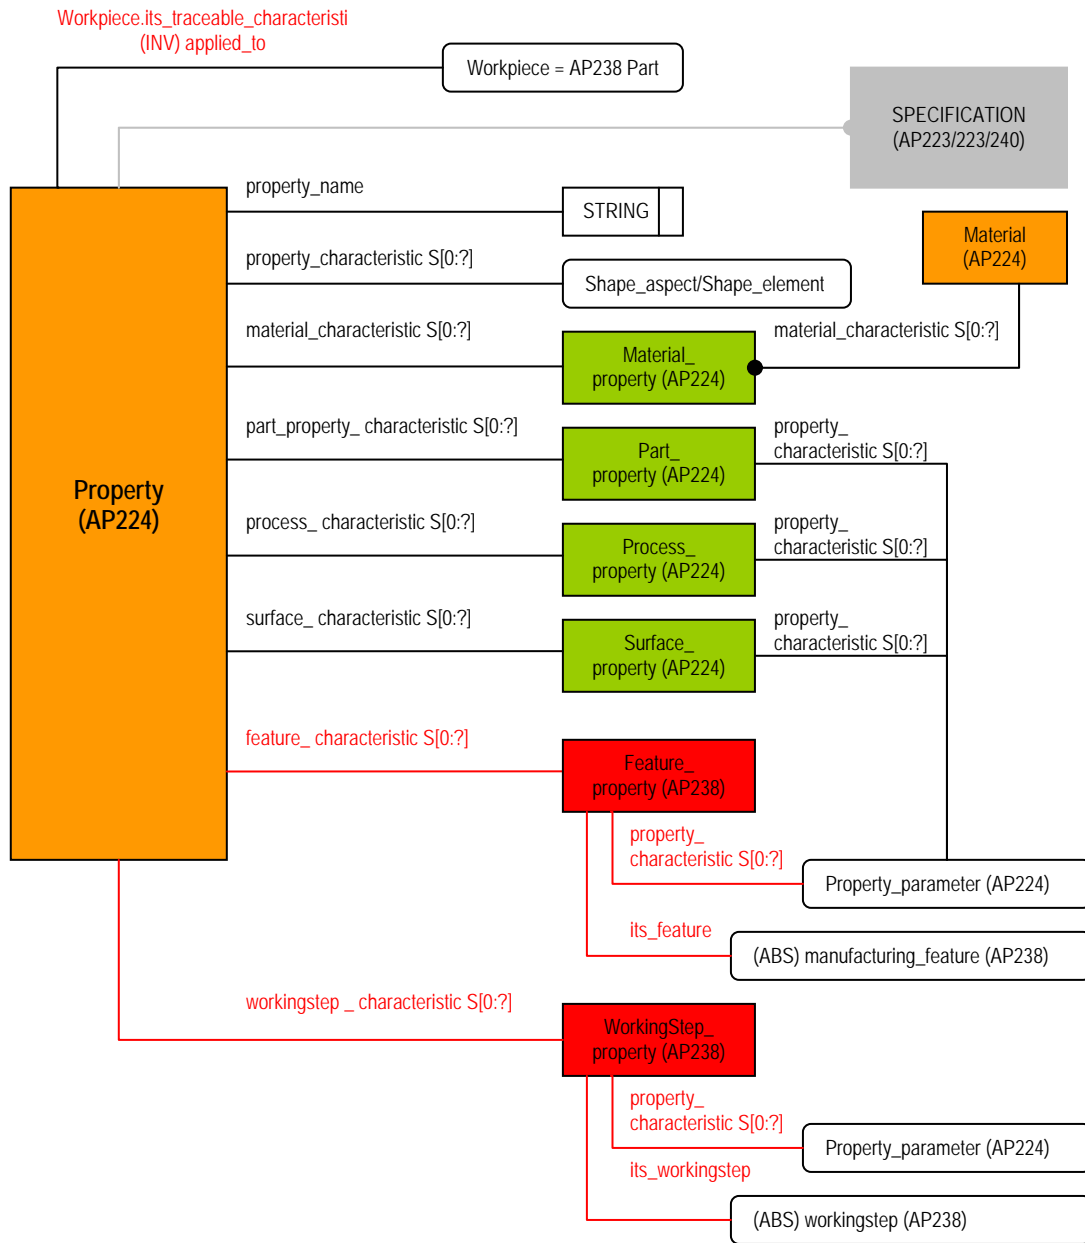 Workpiece.its_traceable_characteristi
(INV) applied_to
Workpiece = AP238 Part
SPECIFICATION
(AP223/223/240)
property_name
STRING
Material
(AP224)
property_characteristic S[0:?]
Shape_aspect/Shape_element
material_characteristic S[0:?]
Material_
property (AP224)
material_characteristic S[0:?]
part_property_ characteristic S[0:?]
Part_
property (AP224)
property_
characteristic S[0:?]
Property
(AP224)
process_ characteristic S[0:?]
Process_
property (AP224)
property_
characteristic S[0:?]
surface_ characteristic S[0:?]
Surface_
property (AP224)
property_
characteristic S[0:?]
feature_ characteristic S[0:?]
Feature_
property (AP238)
property_
characteristic S[0:?]
Property_parameter (AP224)
its_feature
(ABS) manufacturing_feature (AP238)
workingstep _ characteristic S[0:?]
WorkingStep_
property (AP238)
property_
characteristic S[0:?]
Property_parameter (AP224)
its_workingstep
(ABS) workingstep (AP238)